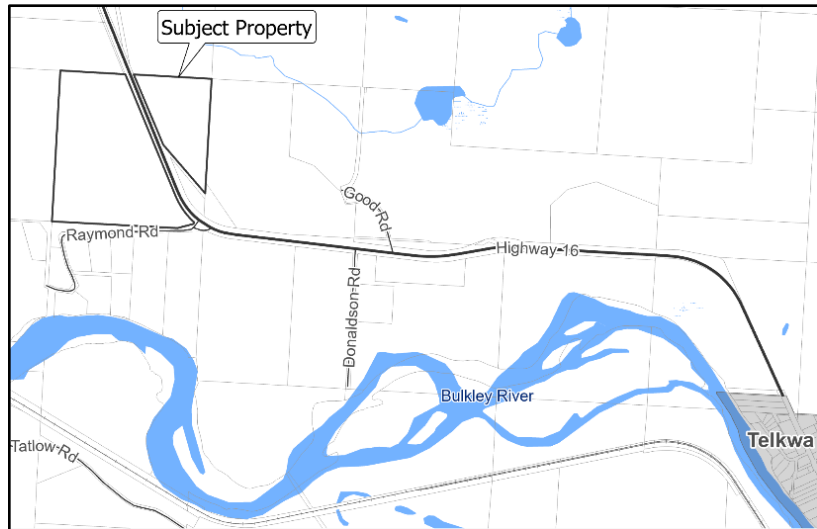 Subject Property
Good-Rd
Raymond-Rd
Highway-16
Donaldson-Rd
Bulkley River
Telkwa
Tatlow-Rd